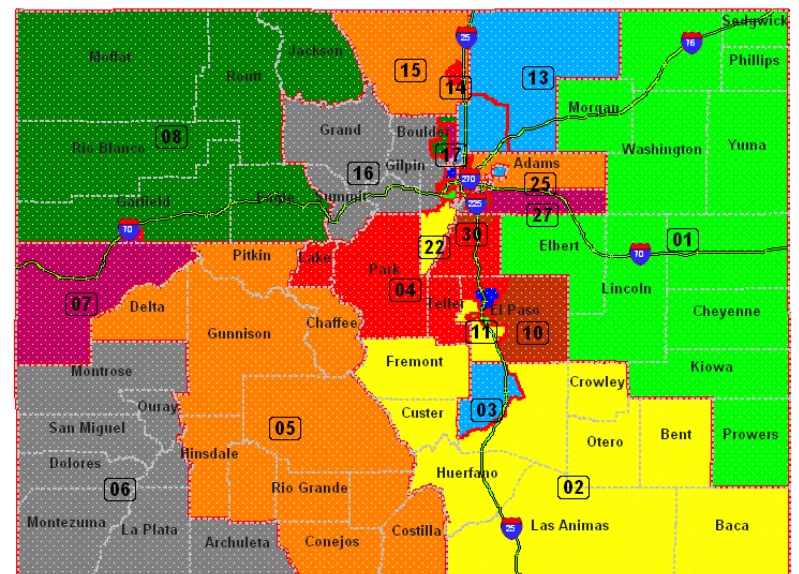 Sedgwick
25
76
Jackson
Moffat
Phillips
15
Routt
13
14
Morgan
Grand
Boulder
08
Rio Blanco
Washington
Yuma
17
Gilpin
Adams
16
270
25
Eagle
Summit
Garfield
225
27
70
30
01
22
Elbert
Pitkin
Lake
70
Park
07
04
Lincoln
Delta
Teller
El Paso
Cheyenne
Chaffee
Gunnison
11
10
Fremont
Kiowa
Montrose
Crowley
Ouray
03
Custer
San Miguel
05
Bent
Prowers
Otero
Hinsdale
Dolores
Huerfano
06
Rio Grande
02
Montezuma
La Plata
Costilla
25
Las Animas
Baca
Archuleta
Conejos